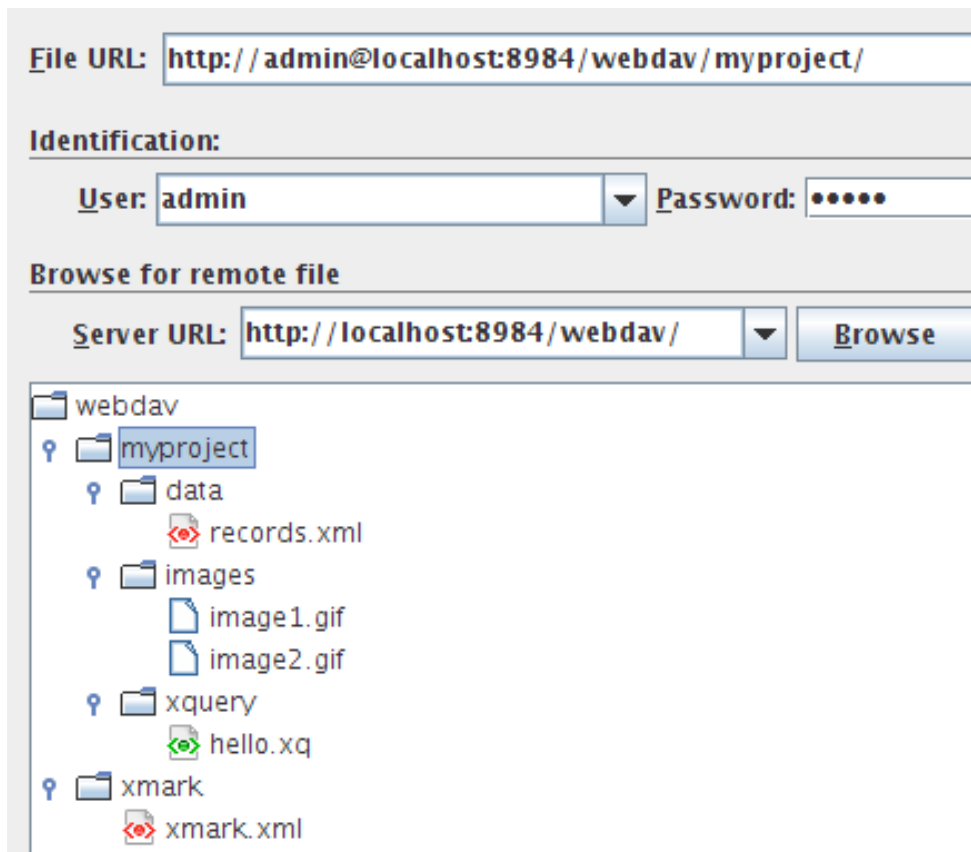 File URL: http://admin@localhost:8984/webdav/myproject/
Identification:
User: admin Password: •••••
Browse for remote file
Server URL: http://localhost:8984/webdav/ Browse
webdav
myproject
data
records.xml
images
image1.gif
image2.gif
xquery
hello.xq
xmark
xmark.xml